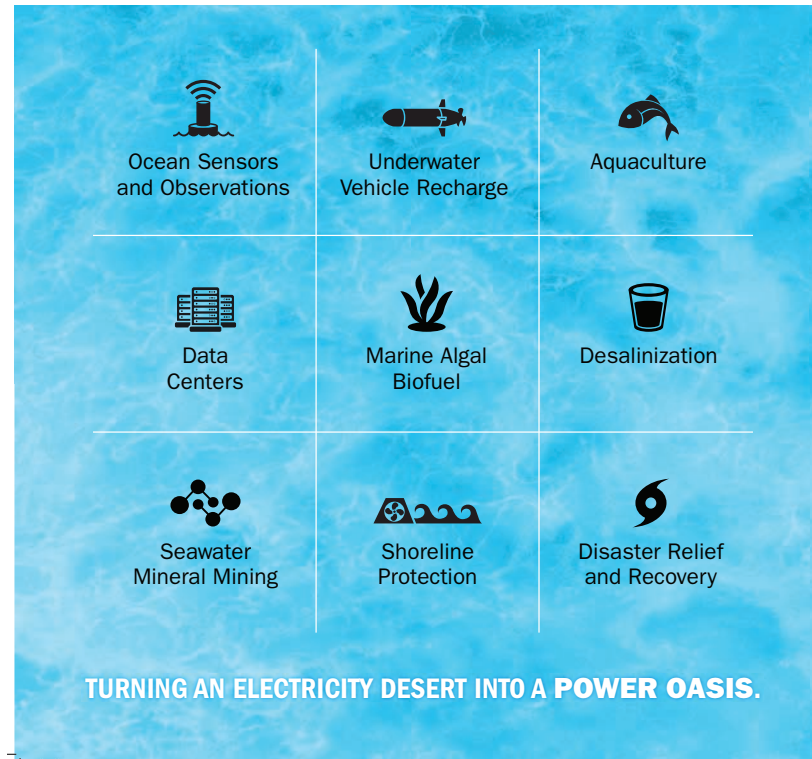 Ocean Sensors
and Observations
Underwater
Vehicle Recharge
Aquaculture
Data
Centers
Marine Algal
Biofuel
Desalinization
Seawater
Mineral Mining
Shoreline
Protection
Disaster Relief
and Recovery
TURNING AN ELECTRICITY DESERT INTO A POWER OASIS.